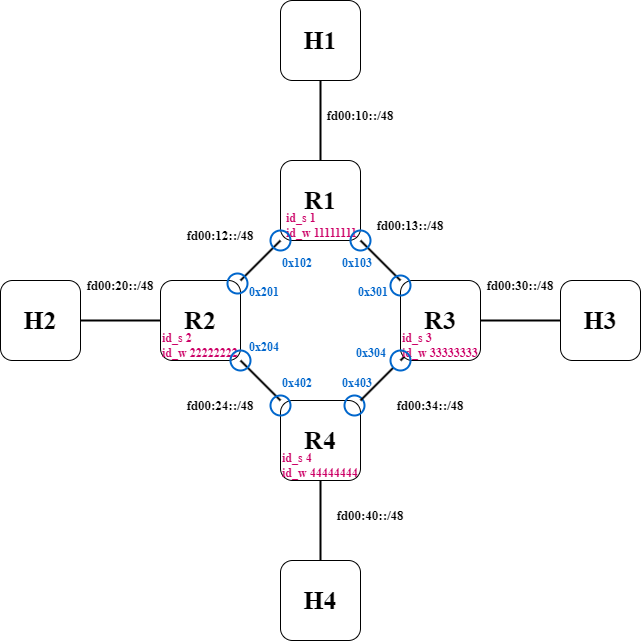 H1
fd00:10::/48
R1
id_s 1
id_w 11111111
fd00:12::/48
fd00:13::/48
0x102
0x103
fd00:20::/48
fd00:30::/48
0x201
0x301
H2
R2
R3
H3
id_s 2
id_w 22222222
0x204
0x304
id_s 3
id_w 33333333
0x402
0x403
fd00:24::/48
fd00:34::/48
R4
id_s 4
id_w 44444444
fd00:40::/48
H4